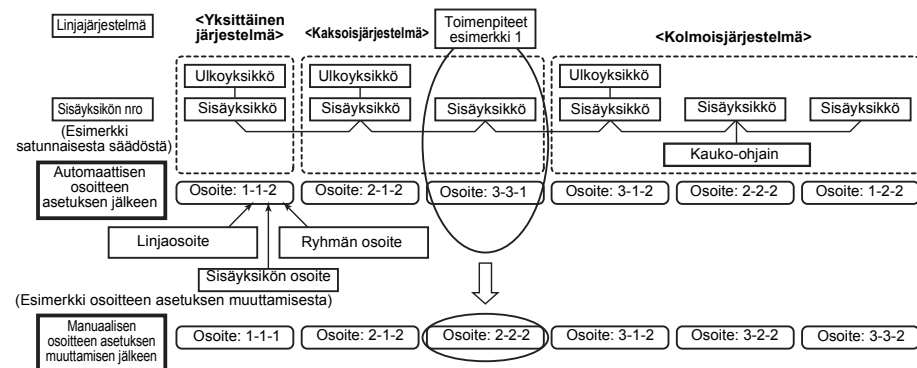 Linjajärjestelmä
<Yksittäinen
järjestelmä>
<Kaksoisjärjestelmä>
Toimenpiteet
esimerkki 1
<Kolmoisjärjestelmä>
Ulkoyksikkö
Ulkoyksikkö
Ulkoyksikkö
Sisäyksikön nro
Sisäyksikkö
Sisäyksikkö
Sisäyksikkö
Sisäyksikkö
Sisäyksikkö
Sisäyksikkö
(Esimerkki
satunnaisesta säädöstä)
Kauko-ohjain
Automaattisen
osoitteen
asetuksen jälkeen
Osoite: 1-1-2
Osoite: 2-1-2
Osoite: 3-3-1
Osoite: 3-1-2
Osoite: 2-2-2
Osoite: 1-2-2
Linjaosoite
Ryhmän osoite
Sisäyksikön osoite
(Esimerkki osoitteen asetuksen muuttamisesta)
Manuaalisen
osoitteen asetuksen
muuttamisen jälkeen
Osoite: 1-1-1
Osoite: 2-1-2
Osoite: 2-2-2
Osoite: 3-1-2
Osoite: 3-2-2
Osoite: 3-3-2